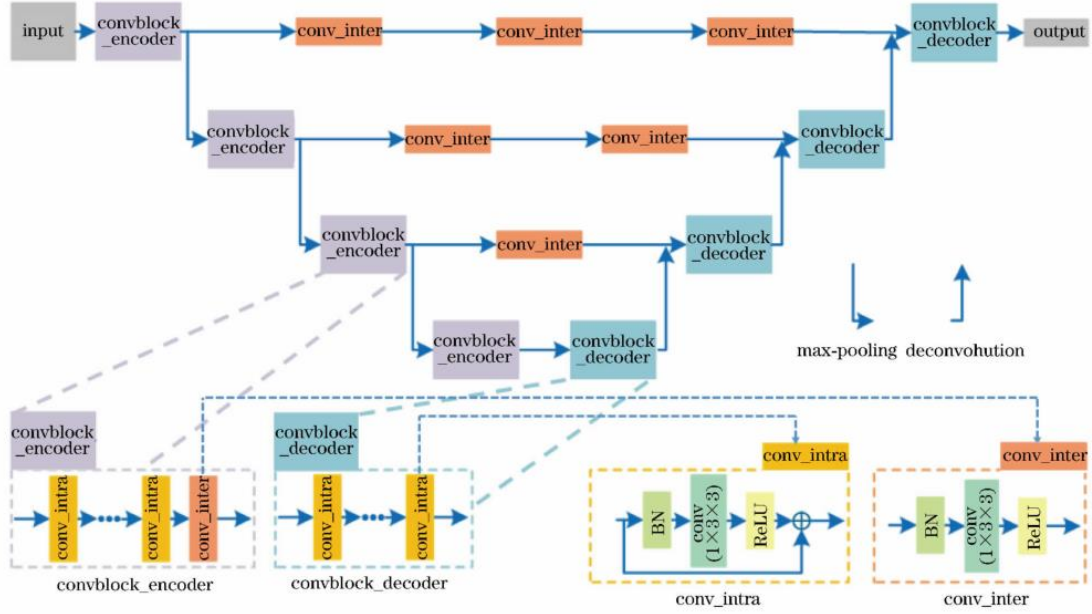 input
convblock
_encoder
conv_inter
conv_inter
conv_inter
convblock
_decoder
output
convblock
_encoder
conv_inter
conv_inter
convblock
_decoder
convblock
_encoder
conv_inter
convblock
_decoder
convblock
_encoder
convblock
_decoder
max-pooling deconvohution
convblock
_encoder
convblock
_decoder
conv_intra
conv_inter
conv_intra
conv_intra
conv_inter
conv_intra
conv_intra
BN
conv
(1×3×3)
ReLU
BN
conv
(1×3×3)
ReLU
convblock_encoder
convblock_decoder
conv_intra
conv_inter